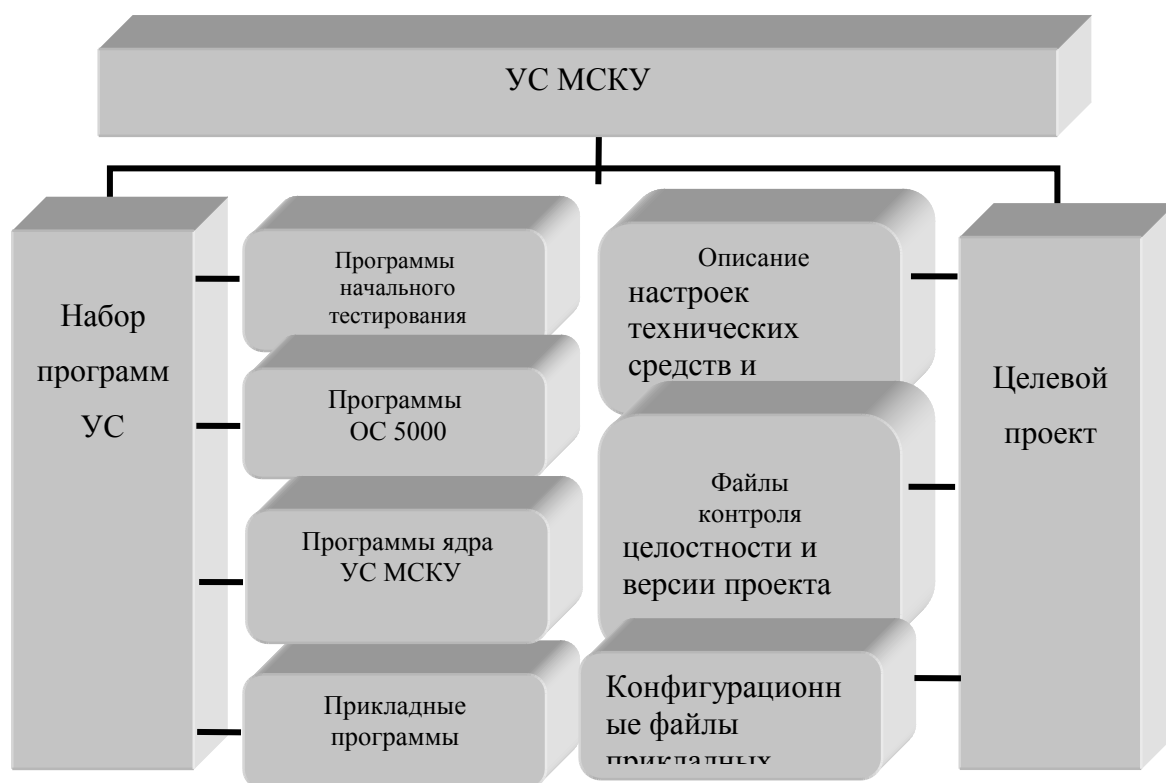 УС МСКУ
Набор
программ
УС
Программы
начального
тестирования
Программы
ОС 5000
Программы ядра
УС МСКУ
Прикладные
программы
Описание
настроек
технических
средств и
Файлы
контроля
целостности и
версии проекта
Конфигурационн
ые файлы
прикладных
Целевой
проект